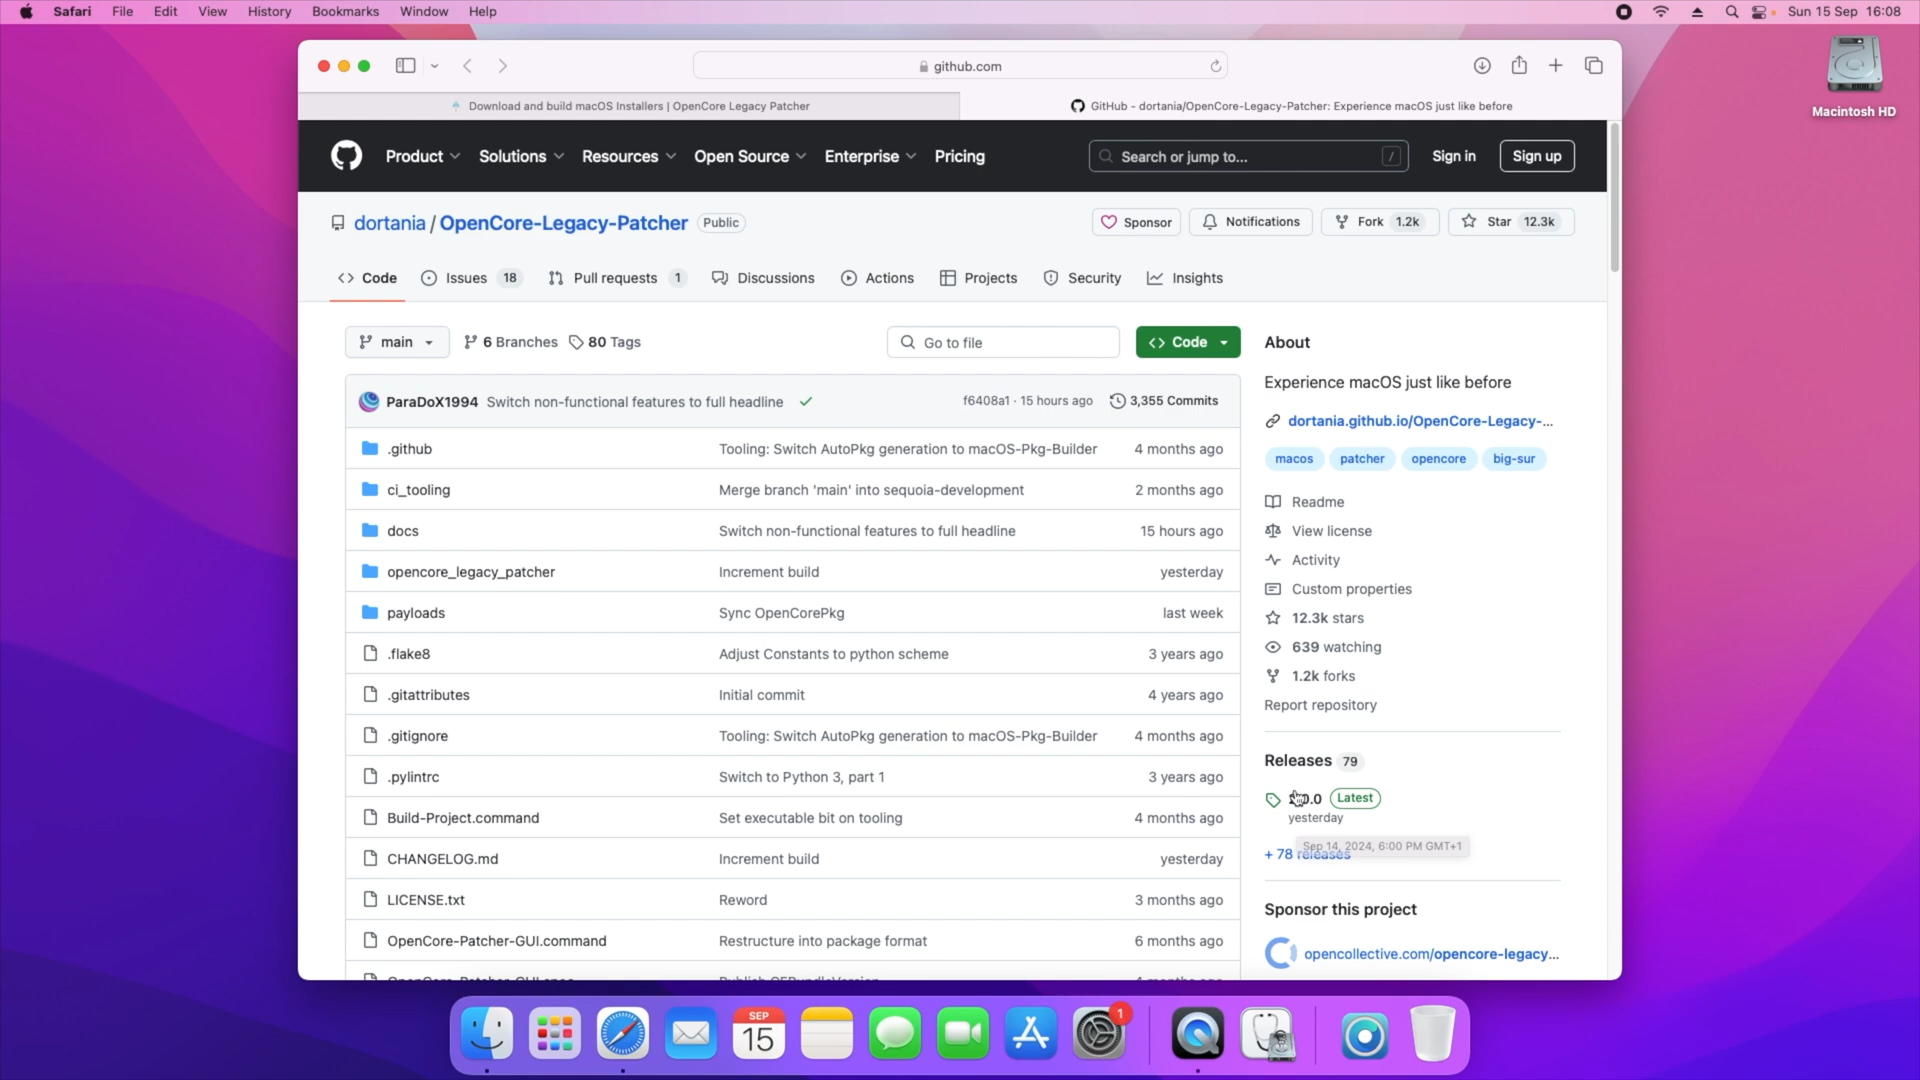 Safari File Edit View History Bookmarks Window Help Sun 15 Sep 16:08
github.com
Download and build macOS Installers | OpenCore Legacy Patcher
GitHub - dortania/OpenCore-Legacy-Patcher: Experience macOS just like before
Macintosh HD
Product Solutions Resources Open Source Enterprise Pricing Search or jump to... / Sign in Sign up
dortania / OpenCore-Legacy-Patcher Public Sponsor Notifications Fork 1.2k Star 12.3k
Code Issues 18 Pull requests 1 Discussions Actions Projects Security Insights
main 6 Branches 80 Tags Go to file Code
ParaDoX1994 Switch non-functional features to full headline f6408a1 · 15 hours ago 3,355 Commits
.github Tooling: Switch AutoPkg generation to macOS-Pkg-Builder 4 months ago
ci_tooling Merge branch 'main' into sequoia-development 2 months ago
docs Switch non-functional features to full headline 15 hours ago
opencore_legacy_patcher Increment build yesterday
payloads Sync OpenCorePkg last week
.flake8 Adjust Constants to python scheme 3 years ago
.gitattributes Initial commit 4 years ago
.gitignore Tooling: Switch AutoPkg generation to macOS-Pkg-Builder 4 months ago
.pylintrc Switch to Python 3, part 1 3 years ago
Build-Project.command Set executable bit on tooling 4 months ago
CHANGELOG.md Increment build yesterday
LICENSE.txt Reword 3 months ago
OpenCore-Patcher-GUI.command Restructure into package format 6 months ago
About
Experience macOS just like before
dortania.github.io/OpenCore-Legacy-...
macos patcher opencore big-sur
Readme
View license
Activity
Custom properties
12.3k stars
639 watching
1.2k forks
Report repository
Releases 79
Latest
yesterday
Sep 14, 2024, 6:00 PM GMT+1
+ 78 releases
Sponsor this project
opencollective.com/opencore-legacy...
SEP
15
1